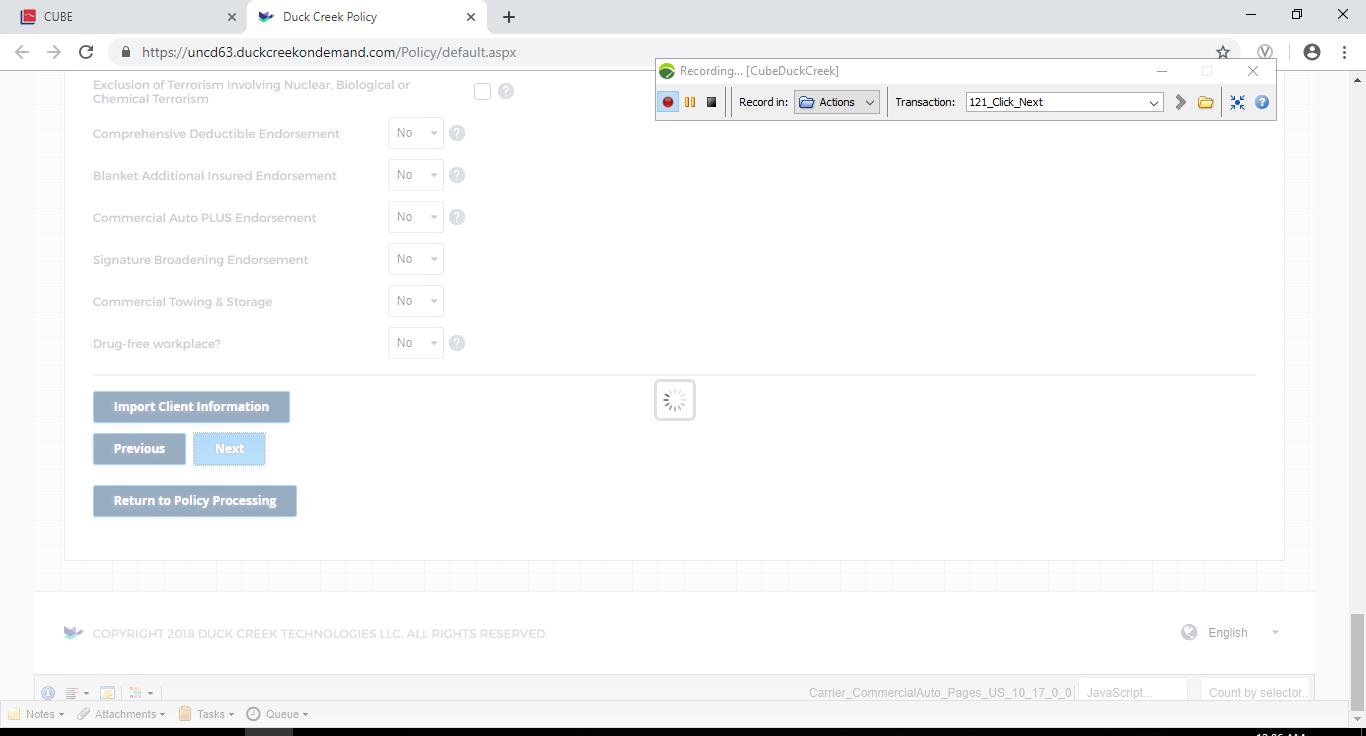 CUBE
Duck Creek Policy
https://uncd63.duckcreekondemand.com/Policy/default.aspx
Recording... [CubeDuckCreek]
Record in: Actions Transaction: 121_Click_Next
Exclusion of Terrorism Involving Nuclear, Biological or
Chemical Terrorism
Comprehensive Deductible Endorsement No
Blanket Additional Insured Endorsement No
Commercial Auto PLUS Endorsement No
Signature Broadening Endorsement No
Commercial Towing & Storage No
Drug-free workplace? No
Import Client Information
Previous Next
Return to Policy Processing
COPYRIGHT 2018 DUCK CREEK TECHNOLOGIES LLC. ALL RIGHTS RESERVED.
English
Carrier_CommercialAuto_Pages_US_10_17_0_0 JavaScript... Count by selector..
Notes Attachments Tasks Queue